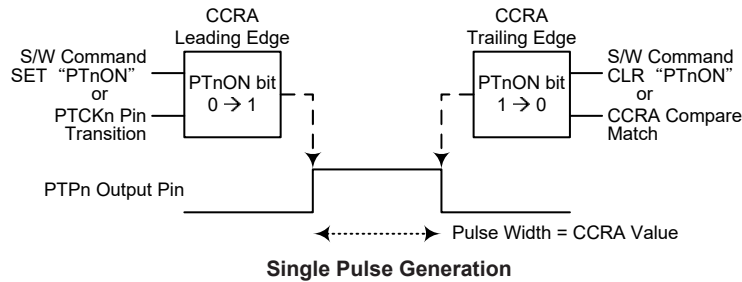 CCRA
Leading Edge
S/W Command
SET “PTnON”
or
PTCKn Pin
Transition
PTnON bit
0 → 1
CCRA
Trailing Edge
PTnON bit
1 → 0
S/W Command
CLR “PTnON”
or
CCRA Compare
Match
PTPn Output Pin
Pulse Width = CCRA Value
Single Pulse Generation